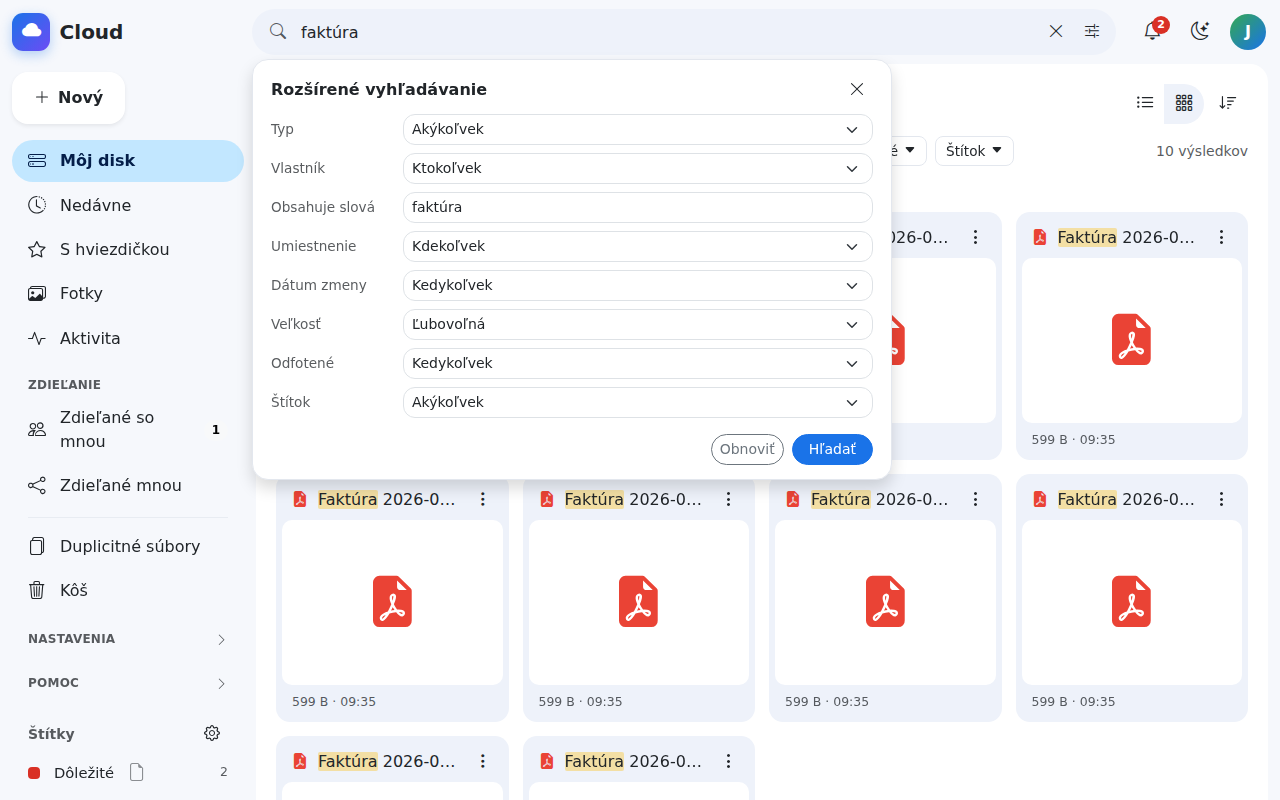 Cloud
faktúra
2
J
Nový
Rozšírené vyhľadávanie
Typ
Akýkoľvek
Vlastník
Ktokoľvek
Obsahuje slová
faktúra
Umiestnenie
Kdekoľvek
Dátum zmeny
Kedykoľvek
Veľkosť
Ľubovoľná
Odfotené
Kedykoľvek
Štítok
Akýkoľvek
Obnoviť
Hľadať
Môj disk
Nedávne
S hviezdičkou
Fotky
Aktivita
ZDIEĽANIE
Zdieľané so mnou
1
Zdieľané mnou
Duplicitné súbory
Kôš
NASTAVENIA
POMOC
Štítky
Dôležité
2
Štítok
10 výsledkov
Faktúra 2026-0...
599 B · 09:35
Faktúra 2026-0...
Faktúra 2026-0...
Faktúra 2026-0...
Faktúra 2026-0...
599 B · 09:35
599 B · 09:35
599 B · 09:35
599 B · 09:35
Faktúra 2026-0...
Faktúra 2026-0...